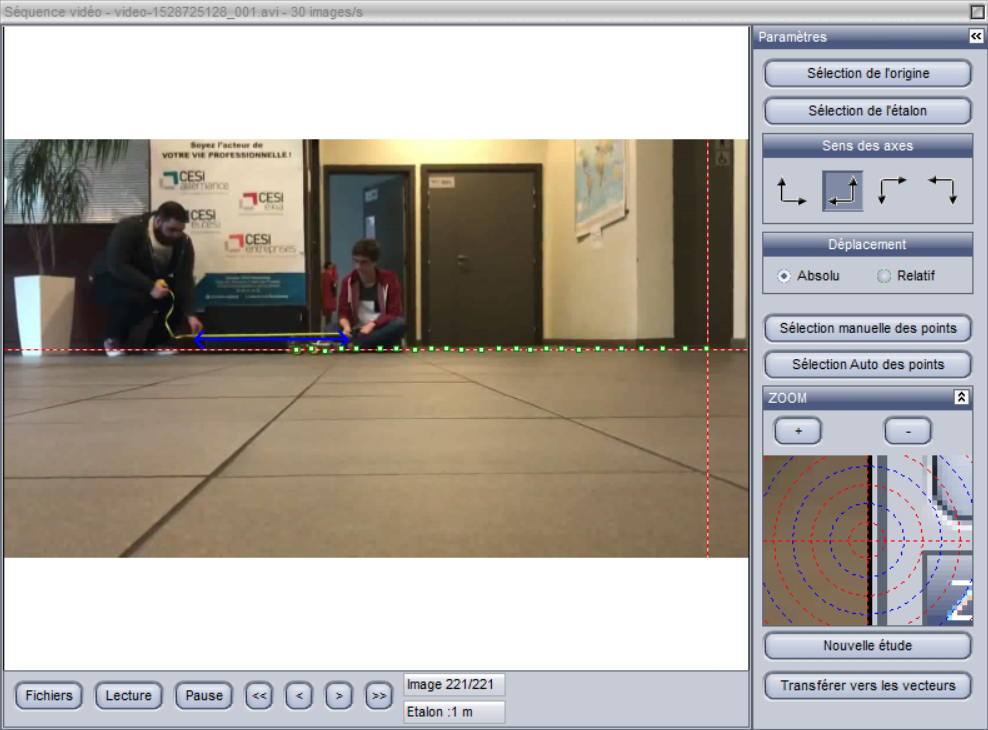 Séquence vidéo - video-1528725128_001.avi - 30 images/s
Paramètres
Sélection de l'origine
Sélection de l'étalon
Sens des axes
Déplacement
Absolu
Relatif
Sélection manuelle des points
Sélection Auto des points
ZOOM
+
-
Nouvelle étude
Transférer vers les vecteurs
Soyez l'acteur de
VOTRE VIE PROFESSIONNELLE !
CESI
alternance
CESI
exia
CESI
CESI
entreprises
Fichiers
Lecture
Pause
<<
<
>
>>
Image 221/221
Etalon :1 m